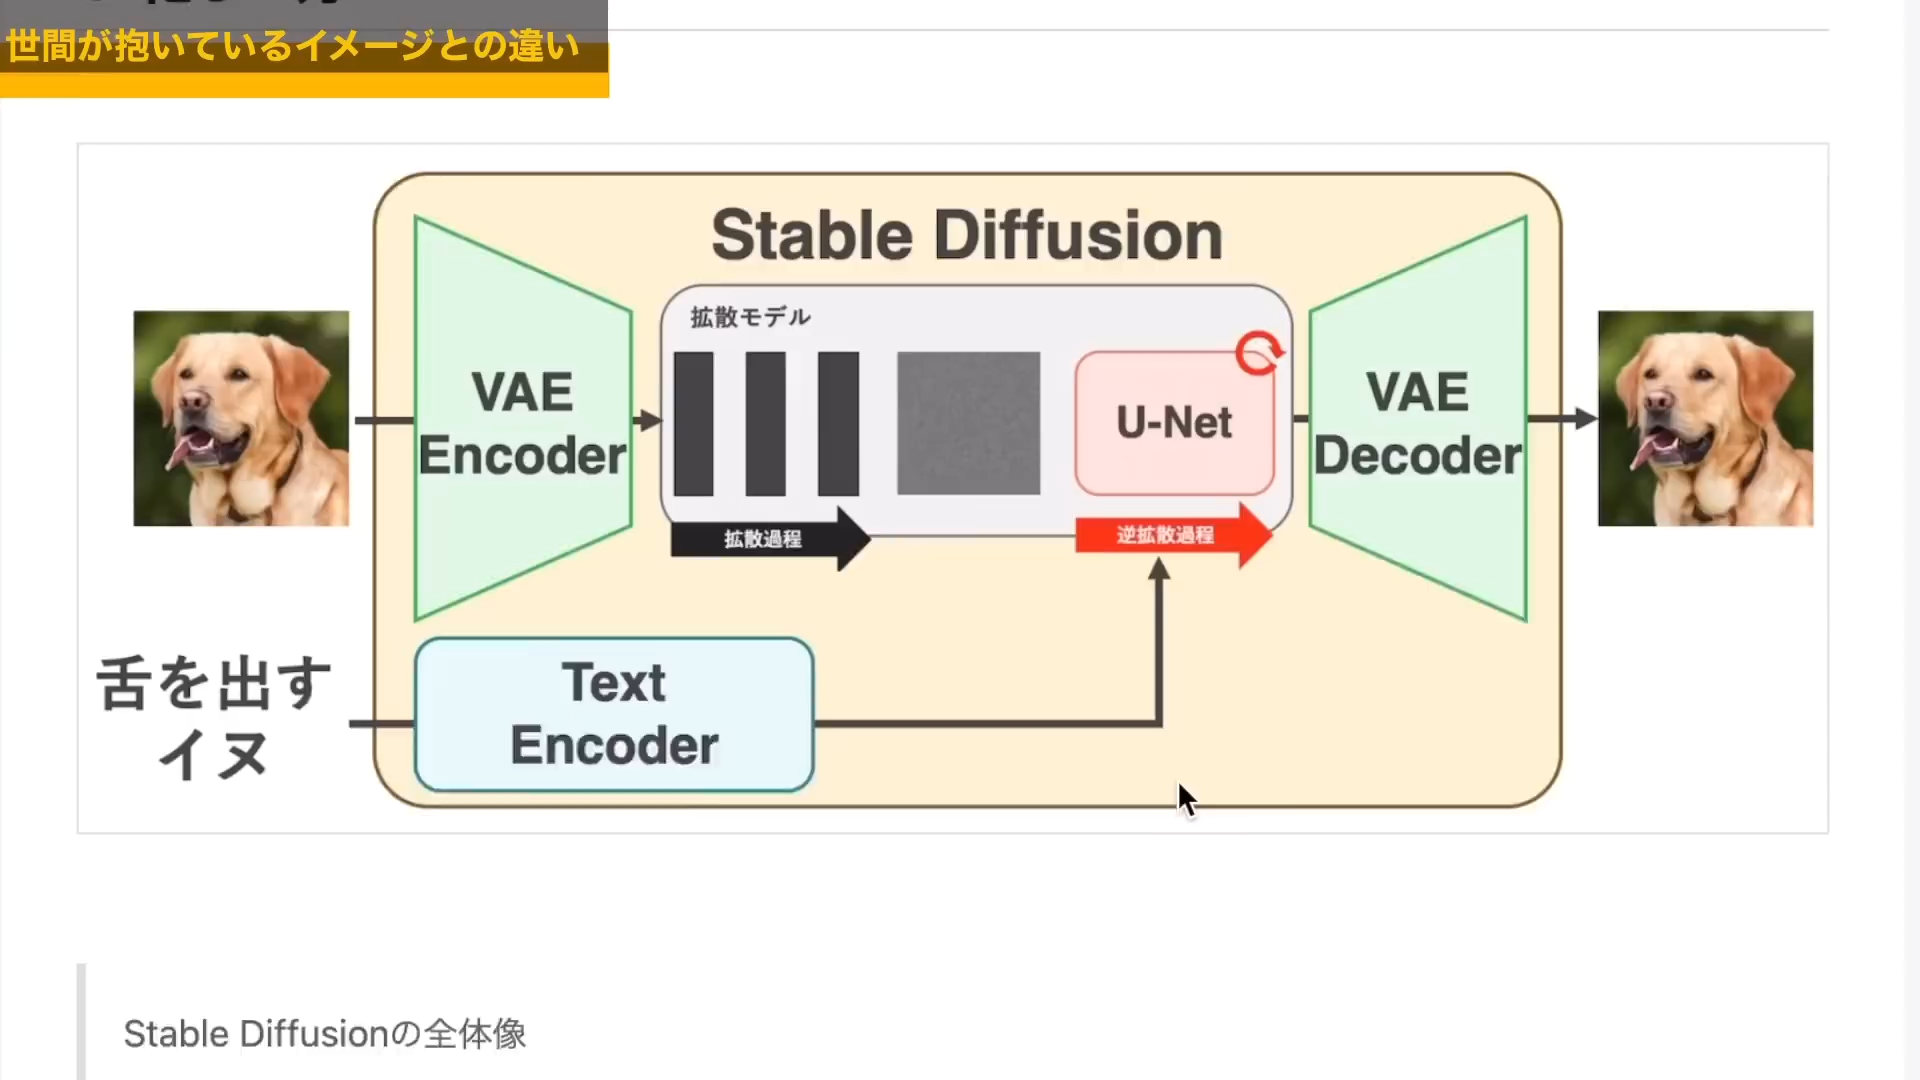 世間が抱いているイメージとの違い
Stable Diffusion
拡散モデル
VAE
Encoder
U-Net
VAE
Decoder
拡散過程
逆拡散過程
舌を出す
イヌ
Text
Encoder
Stable Diffusionの全体像